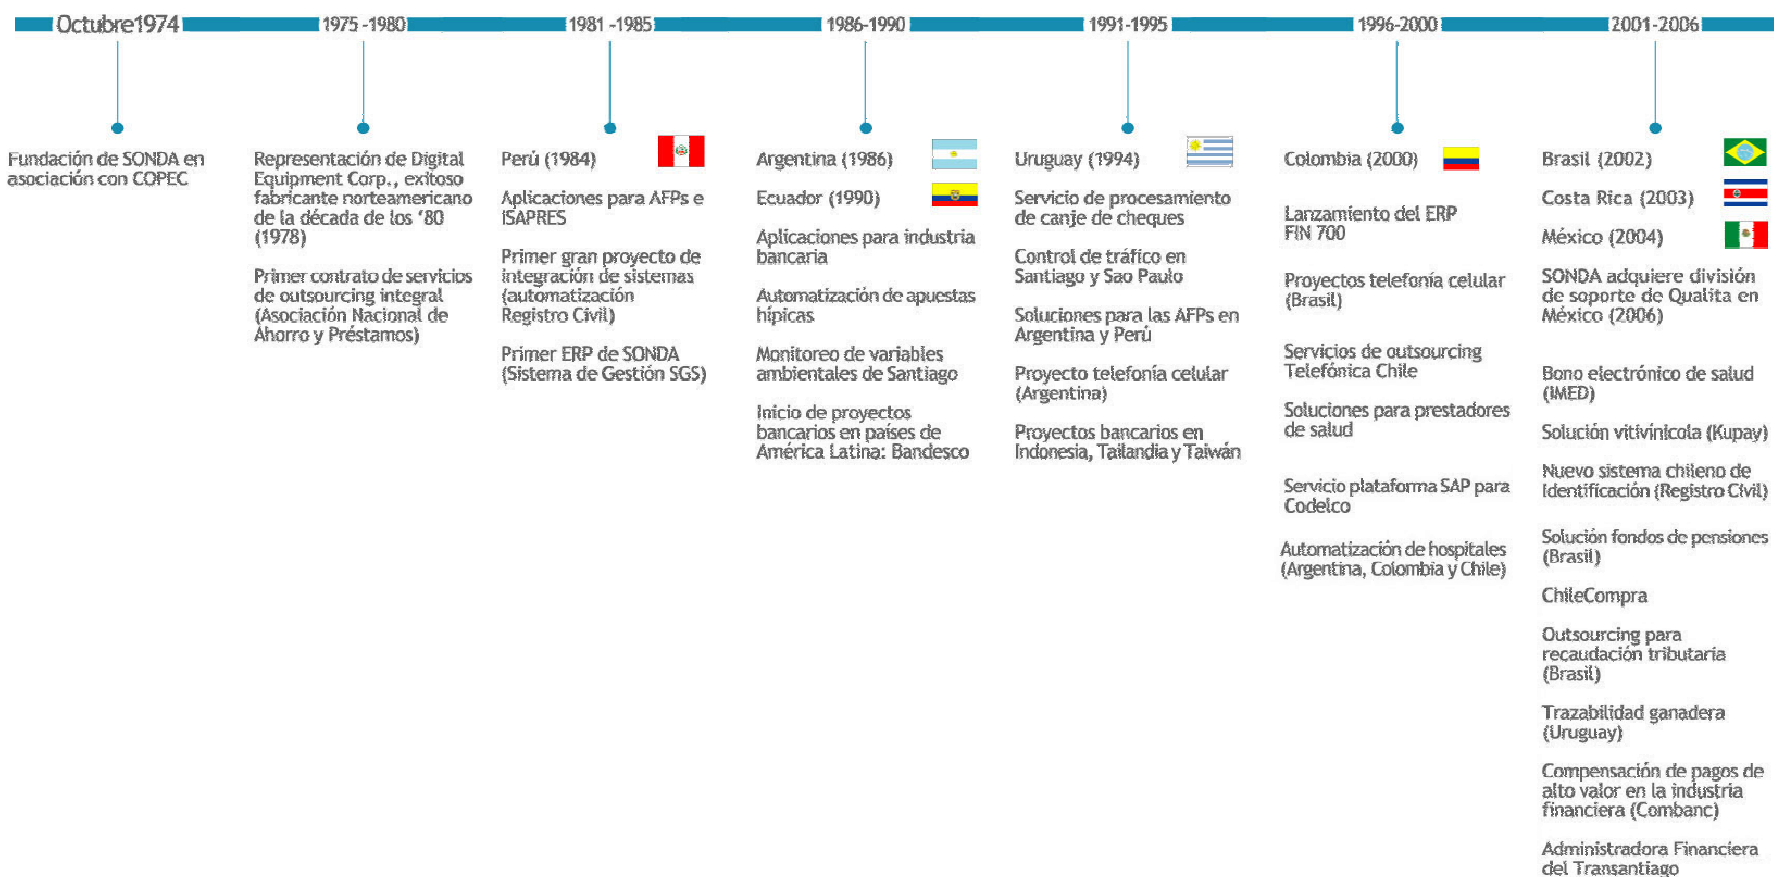 Octubre1974
1975 -1980
1981 -1985
1986-1990
1991-1995
1996-2000
2001-2006
Fundación de SONDA en
asociación con COPEC
Representación de Digital
Equipment Corp., exitoso
fabricante norteamericano
de la década de los ‘80
(1978)
Primer contrato de servicios
de outsourcing integral
(Asociación Nacional de
Ahorro y Préstamos)
Perú (1984)
Aplicaciones para AFPs e
ISAPRES
Primer gran proyecto de
integración de sistemas
(automatización
Registro Civil)
Primer ERP de SONDA
(Sistema de Gestión SGS)
Argentina (1986)
Ecuador (1990)
Aplicaciones para industria
bancaria
Automatización de apuestas
hípicas
Monitoreo de variables
ambientales de Santiago
Inicio de proyectos
bancarios en países de
América Latina: Bandesco
Uruguay (1994)
Servicio de procesamiento
de canje de cheques
Control de tráfico en
Santiago y Sao Paulo
Soluciones para las AFPs en
Argentina y Perú
Proyecto telefonía celular
(Argentina)
Proyectos bancarios en
Indonesia, Tailandia y Taiwán
Colombia (2000)
Lanzamiento del ERP
FIN 700
Proyectos telefonía celular
(Brasil)
Servicios de outsourcing
Telefónica Chile
Soluciones para prestadores
de salud
Servicio plataforma SAP para
Codelco
Automatización de hospitales
(Argentina, Colombia y Chile)
Brasil (2002)
Costa Rica (2003)
México (2004)
SONDA adquiere división
de soporte de Qualita en
México (2006)
Bono electrónico de salud
(IMED)
Solución vitivinícola (Kupay)
Nuevo sistema chileno de
identificación (Registro Civil)
Solución fondos de pensiones
(Brasil)
ChileCompra
Outsourcing para
recaudación tributaria
(Brasil)
Trazabilidad ganadera
(Uruguay)
Compensación de pagos de
alto valor en la industria
financiera (Combanc)
Administradora Financiera
del Transantiago